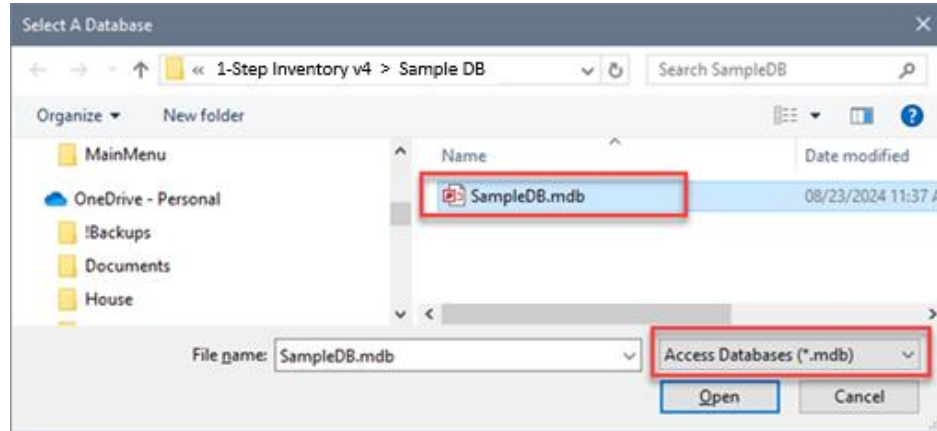 Select A Database
« 1-Step Inventory v4 > Sample DB
Search SampleDB
Organize
New folder
Name
Date modified
MainMenu
SampleDB.mdb
08/23/2024 11:37
OneDrive - Personal
!Backups
Documents
House
File name: SampleDB.mdb
Access Databases (*.mdb)
Open
Cancel